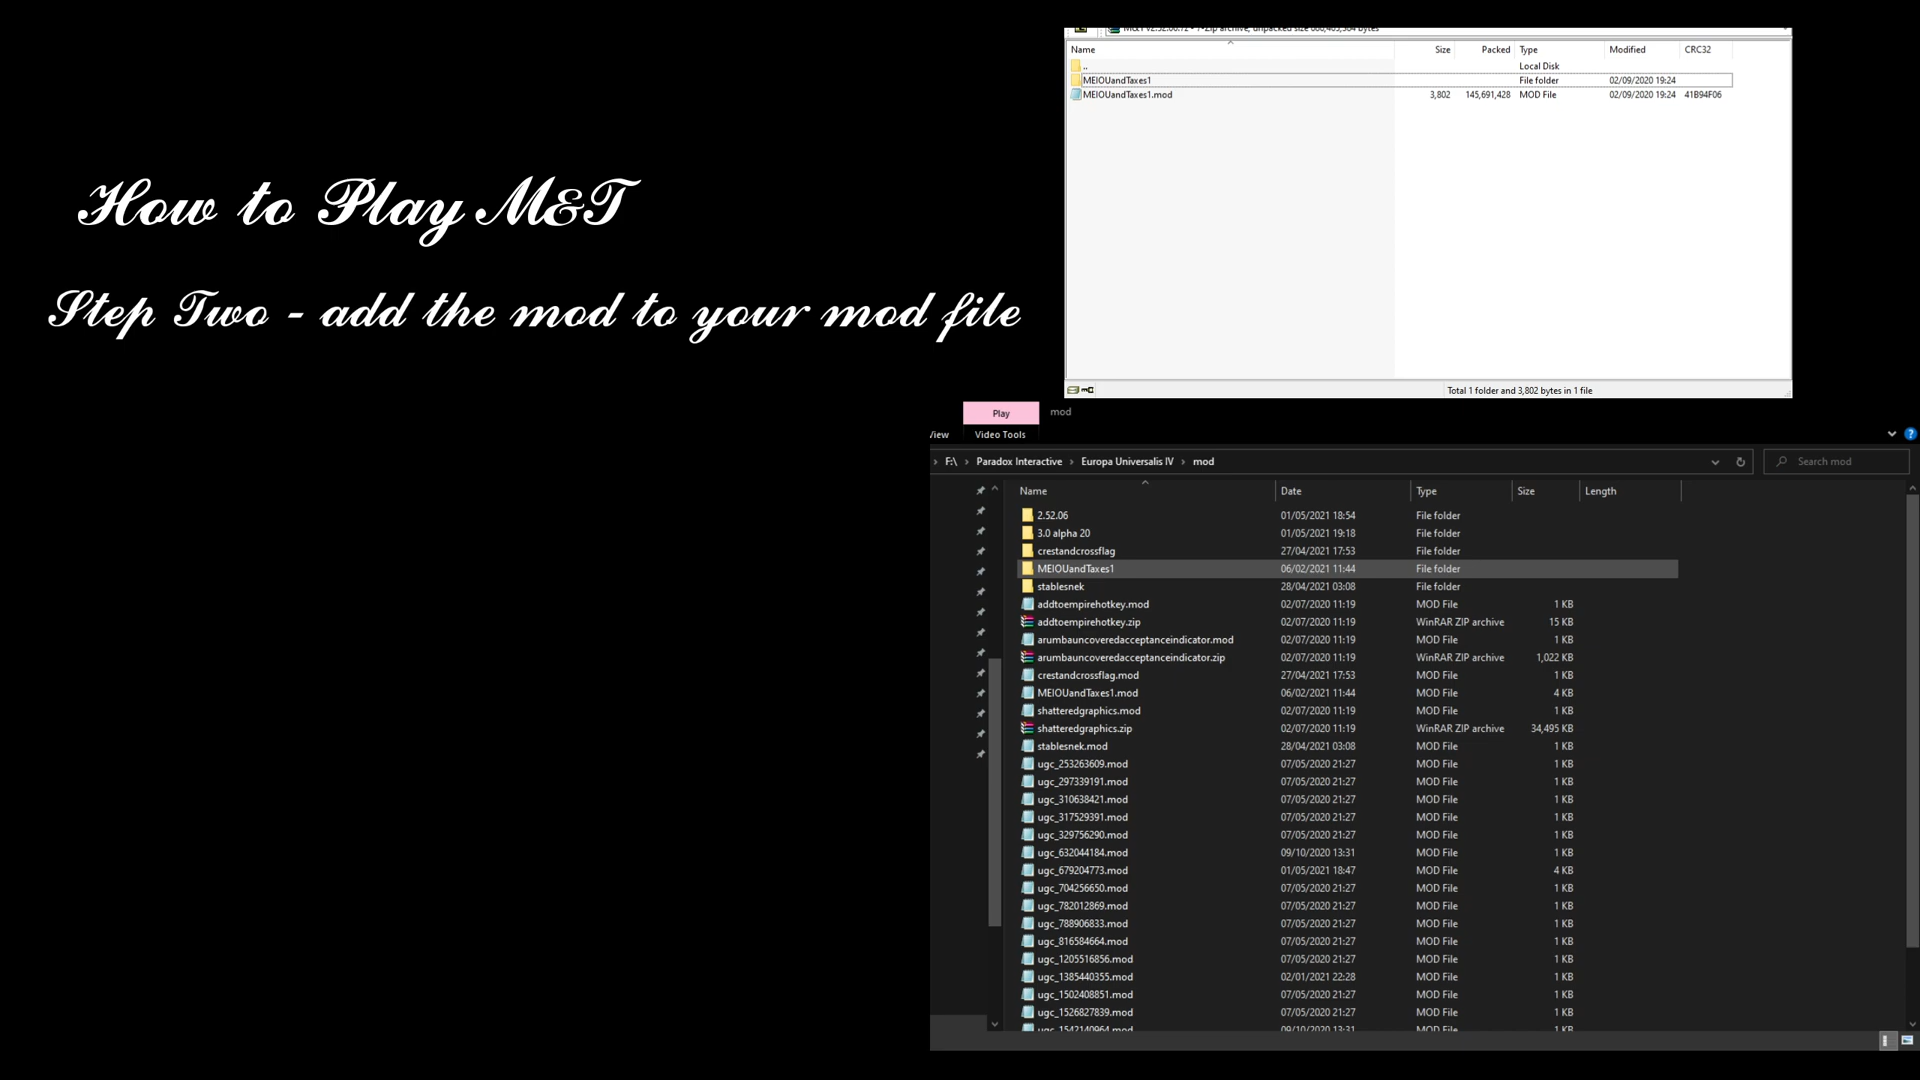 How to Play M&T
Step Two - add the mod to your mod file
Name Size Packed Type Modified CRC32
.. Local Disk
MEIOUandTaxes1 File folder 02/09/2020 19:24
MEIOUandTaxes1.mod 3,802 145,691,428 MOD File 02/09/2020 19:24 41B94F06
Total 1 folder and 3,802 bytes in 1 file
Play mod
View Video Tools
F:\ › Paradox Interactive › Europa Universalis IV › mod Search mod
Name Date Type Size Length
2.52.06 01/05/2021 18:54 File folder
3.0 alpha 20 01/05/2021 19:18 File folder
crestandcrossflag 27/04/2021 17:53 File folder
MEIOUandTaxes1 06/02/2021 11:44 File folder
stablesnek 28/04/2021 03:08 File folder
addtoempirehotkey.mod 02/07/2020 11:19 MOD File 1 KB
addtoempirehotkey.zip 02/07/2020 11:19 WinRAR ZIP archive 15 KB
arumbauncoveredacceptanceindicator.mod 02/07/2020 11:19 MOD File 1 KB
arumbauncoveredacceptanceindicator.zip 02/07/2020 11:19 WinRAR ZIP archive 1,022 KB
crestandcrossflag.mod 27/04/2021 17:53 MOD File 1 KB
MEIOUandTaxes1.mod 06/02/2021 11:44 MOD File 4 KB
shatteredgraphics.mod 02/07/2020 11:19 MOD File 1 KB
shatteredgraphics.zip 02/07/2020 11:19 WinRAR ZIP archive 34,495 KB
stablesnek.mod 28/04/2021 03:08 MOD File 1 KB
ugc_253263609.mod 07/05/2020 21:27 MOD File 1 KB
ugc_297339191.mod 07/05/2020 21:27 MOD File 1 KB
ugc_310638421.mod 07/05/2020 21:27 MOD File 1 KB
ugc_317529391.mod 07/05/2020 21:27 MOD File 1 KB
ugc_329756290.mod 07/05/2020 21:27 MOD File 1 KB
ugc_632044184.mod 09/10/2020 13:31 MOD File 1 KB
ugc_679204773.mod 01/05/2021 18:47 MOD File 4 KB
ugc_704256650.mod 07/05/2020 21:27 MOD File 1 KB
ugc_782012869.mod 07/05/2020 21:27 MOD File 1 KB
ugc_788906833.mod 07/05/2020 21:27 MOD File 1 KB
ugc_816584664.mod 07/05/2020 21:27 MOD File 1 KB
ugc_1205516856.mod 07/05/2020 21:27 MOD File 1 KB
ugc_1385440355.mod 02/01/2021 22:28 MOD File 1 KB
ugc_1502408851.mod 07/05/2020 21:27 MOD File 1 KB
ugc_1526827839.mod 07/05/2020 21:27 MOD File 1 KB
ugc_1542140964.mod 09/10/2020 13:31 MOD File 1 KB